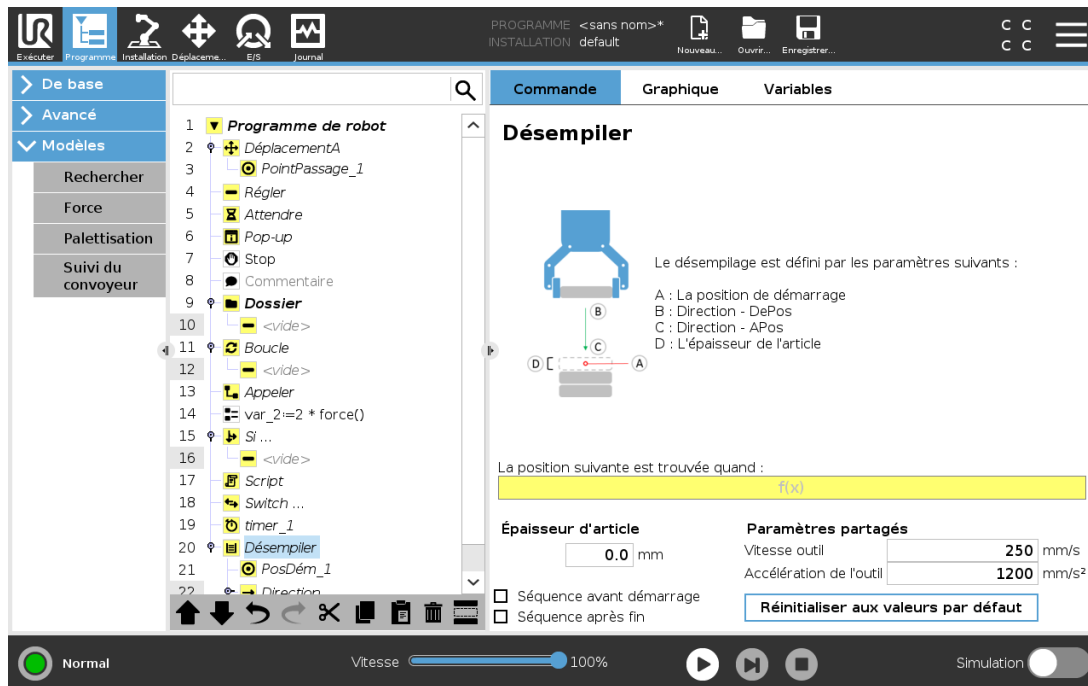 PROGRAMME <sans nom>*
INSTALLATION default
UR
Exécuter
Programme
Installation
Déplaceme...
E/S
Journal
Nouveau...
Ouvrir...
Enregistrer...
C C
C C
De base
Avancé
Modèles
Rechercher
Force
Palettisation
Suivi du
convoyeur
1 Programme de robot
2 DéplacementA
3 PointPassage_1
4 Régler
5 Attendre
6 Pop-up
7 Stop
8 Commentaire
9 Dossier
10 <vide>
11 Boucle
12 <vide>
13 Appeler
14 var_2:=2 * force()
15 Si ...
16 <vide>
17 Script
18 Switch ...
19 timer_1
20 Désempiler
21 PosDém_1
22 Direction
Commande
Graphique
Variables
Désempiler
B
C
D
A
Le désempilage est défini par les paramètres suivants :
A : La position de démarrage
B : Direction - DePos
C : Direction - APos
D : L'épaisseur de l'article
La position suivante est trouvée quand :
f(x)
Épaisseur d'article
0.0 mm
Séquence avant démarrage
Séquence après fin
Paramètres partagés
Vitesse outil 250 mm/s
Accélération de l'outil 1200 mm/s²
Réinitialiser aux valeurs par défaut
Normal
Vitesse 100%
Simulation